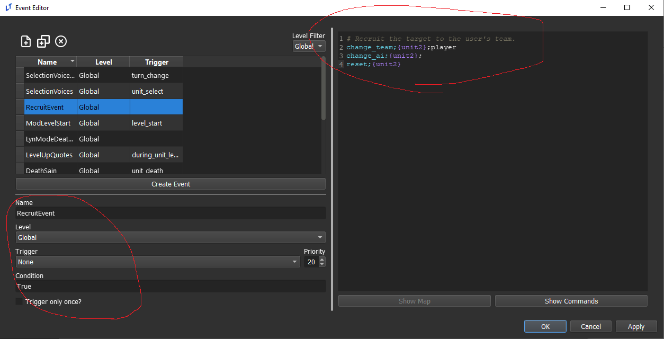 Event Editor
Level Filter
Global
Name Level Trigger
SelectionVoice... Global turn_change
SelectionVoices Global unit_select
RecruitEvent Global
IModLevelStart Global level_start
LynModeDeat... Global
LevelUpQuotes Global during_unit_le...
DeathSain Global unit_death
Create Event
Name
RecruitEvent
Level
Global
Trigger Priority
None 20
Condition
True
Trigger only once?
1 # Recruit the target to the user's team.
2 change_team;{unit2};player
3 change_ai;{unit2};
4 reset;{unit2}
Show Map Show Commands
OK Cancel Apply